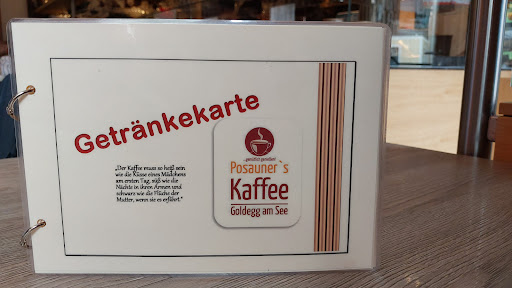 Getränkekarte
„Der Kaffee muss so heiß sein
wie die Küsse eines Mädchens
am ersten Tag, süß wie die
Nächte in ihren Armen und
schwarz wie die Flüche der
Mutter, wenn sie es erfährt."
...gemütlich genießen!
Posauner`s
Kaffee
Goldegg am See